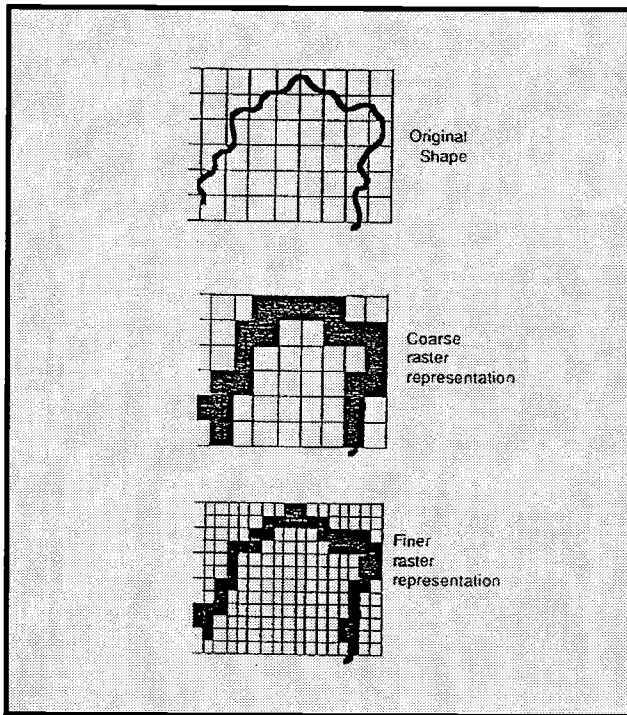 Original
Shape
Coarse
raster
representation
Finer
raster
representation